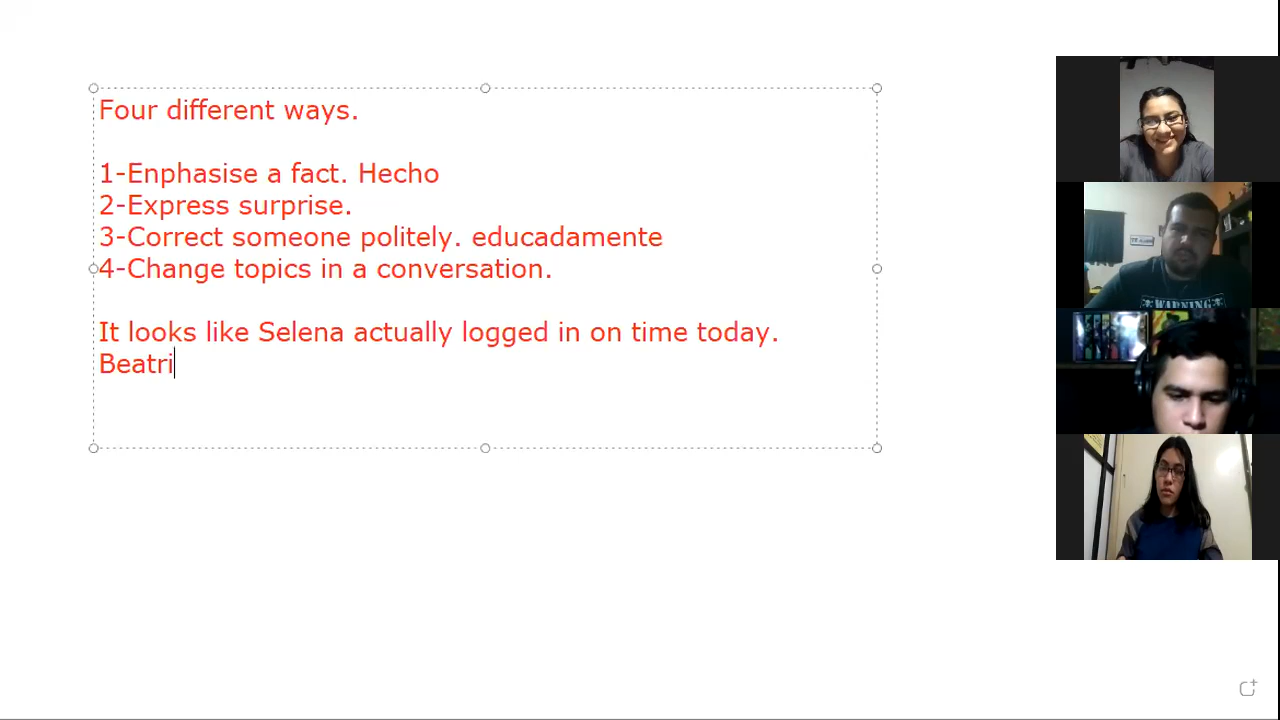 Four different ways.
1-Enphasise a fact. Hecho
2-Express surprise.
3-Correct someone politely. educadamente
4-Change topics in a conversation.
It looks like Selena actually logged in on time today.
Beatri
WARNING